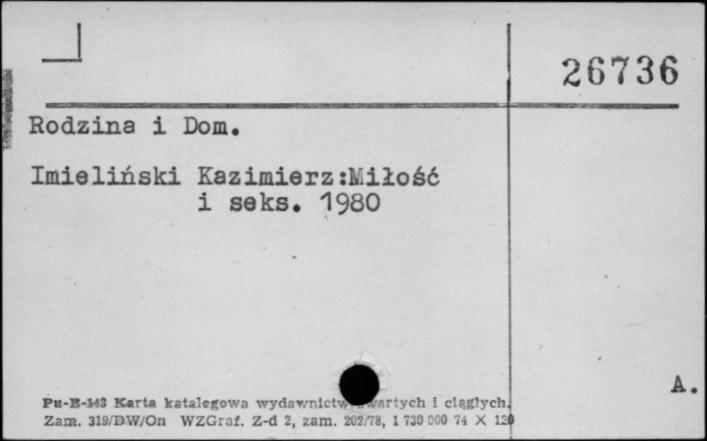 26736
Rodzina i Dom.
Imieliński Kazimierz:Miłość
i seks. 1980
A.
Pu-B-143 Karta katalogowa wydawnictw ciągłych.
Zam. 319/DW/On WZGraf. Z-d 2, zam. 202/78, 1 730 000 74 X 120